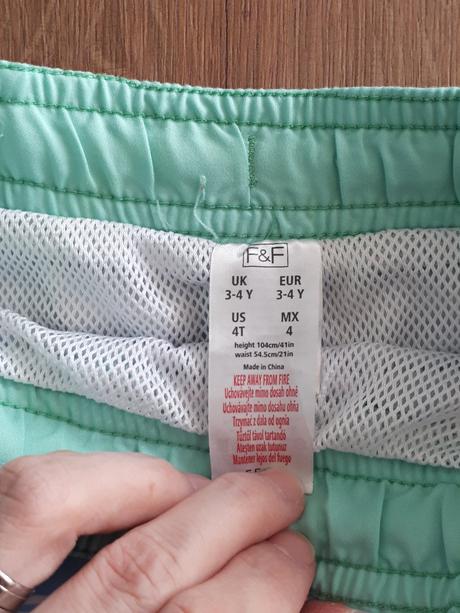 F&F
UK EUR
3-4 Y 3-4 Y
US MX
4T 4
height 104cm/41in
waist 54.5cm/21in
Made in China
KEEP AWAY FROM FIRE
Uchovávejte mimo dosah ohně
Uchovávajte mimo dosahu ohňa
Trzymać z dala od ognia
Tűztől távol tartandó
Ateşten uzak tutunuz
Mantener lejos del fuego